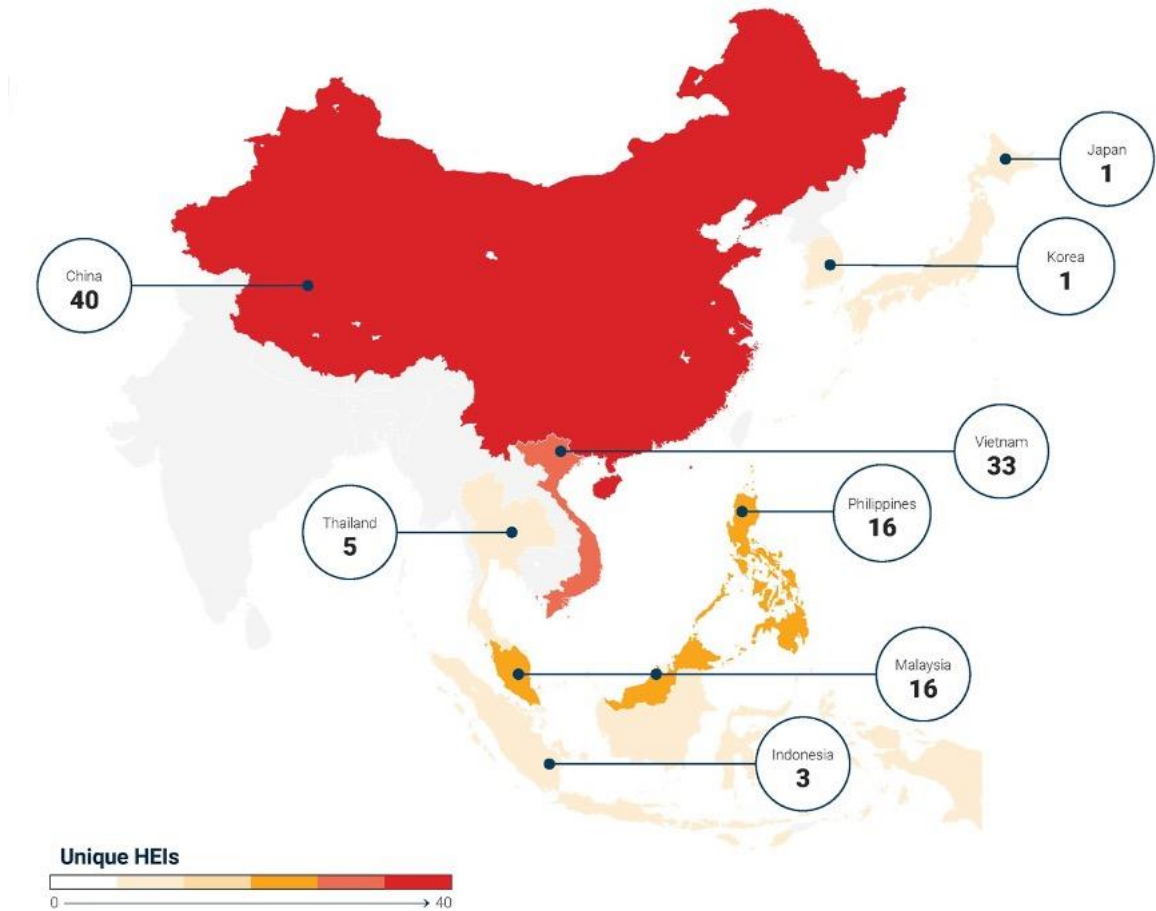 Japan
1
Korea
1
China
40
Vietnam
33
Philippines
16
Thailand
5
Malaysia
16
Indonesia
3
Unique HEIs
0
40